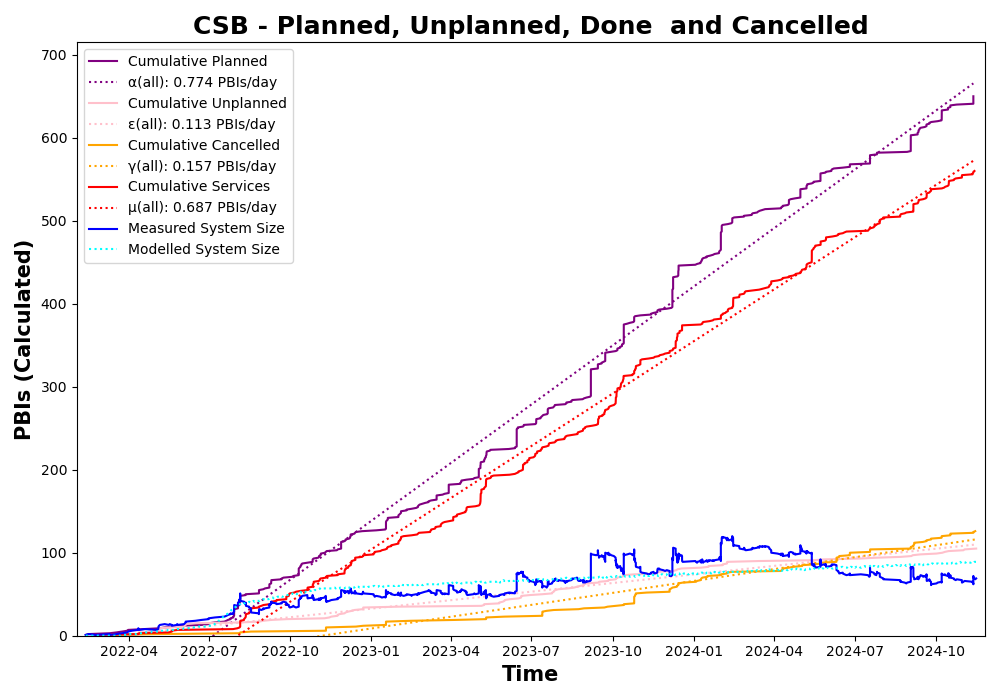 CSB - Planned, Unplanned, Done  and Cancelled
PBIs (Calculated)
700
600
500
400
300
200
100
0
Cumulative Planned
α(all): 0.774 PBIs/day
Cumulative Unplanned
ε(all): 0.113 PBIs/day
Cumulative Cancelled
γ(all): 0.157 PBIs/day
Cumulative Services
μ(all): 0.687 PBIs/day
Measured System Size
Modelled System Size
2022-04 2022-07 2022-10 2023-01 2023-04 2023-07 2023-10 2024-01 2024-04 2024-07 2024-10
Time